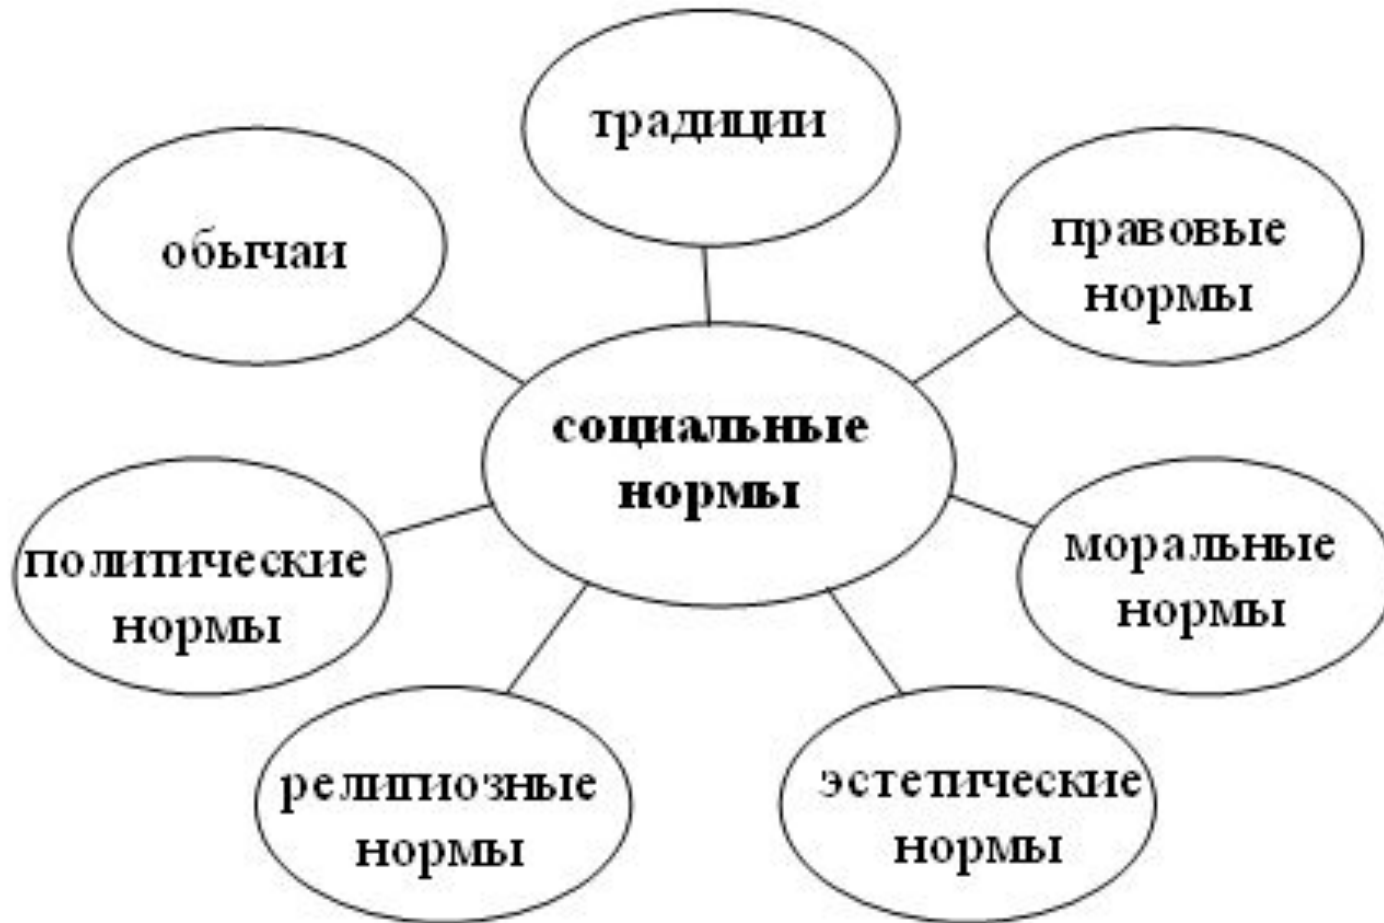 традиции
обычаи
правовые
нормы
социальные
нормы
политические
нормы
моральные
нормы
религиозные
нормы
эстетические
нормы